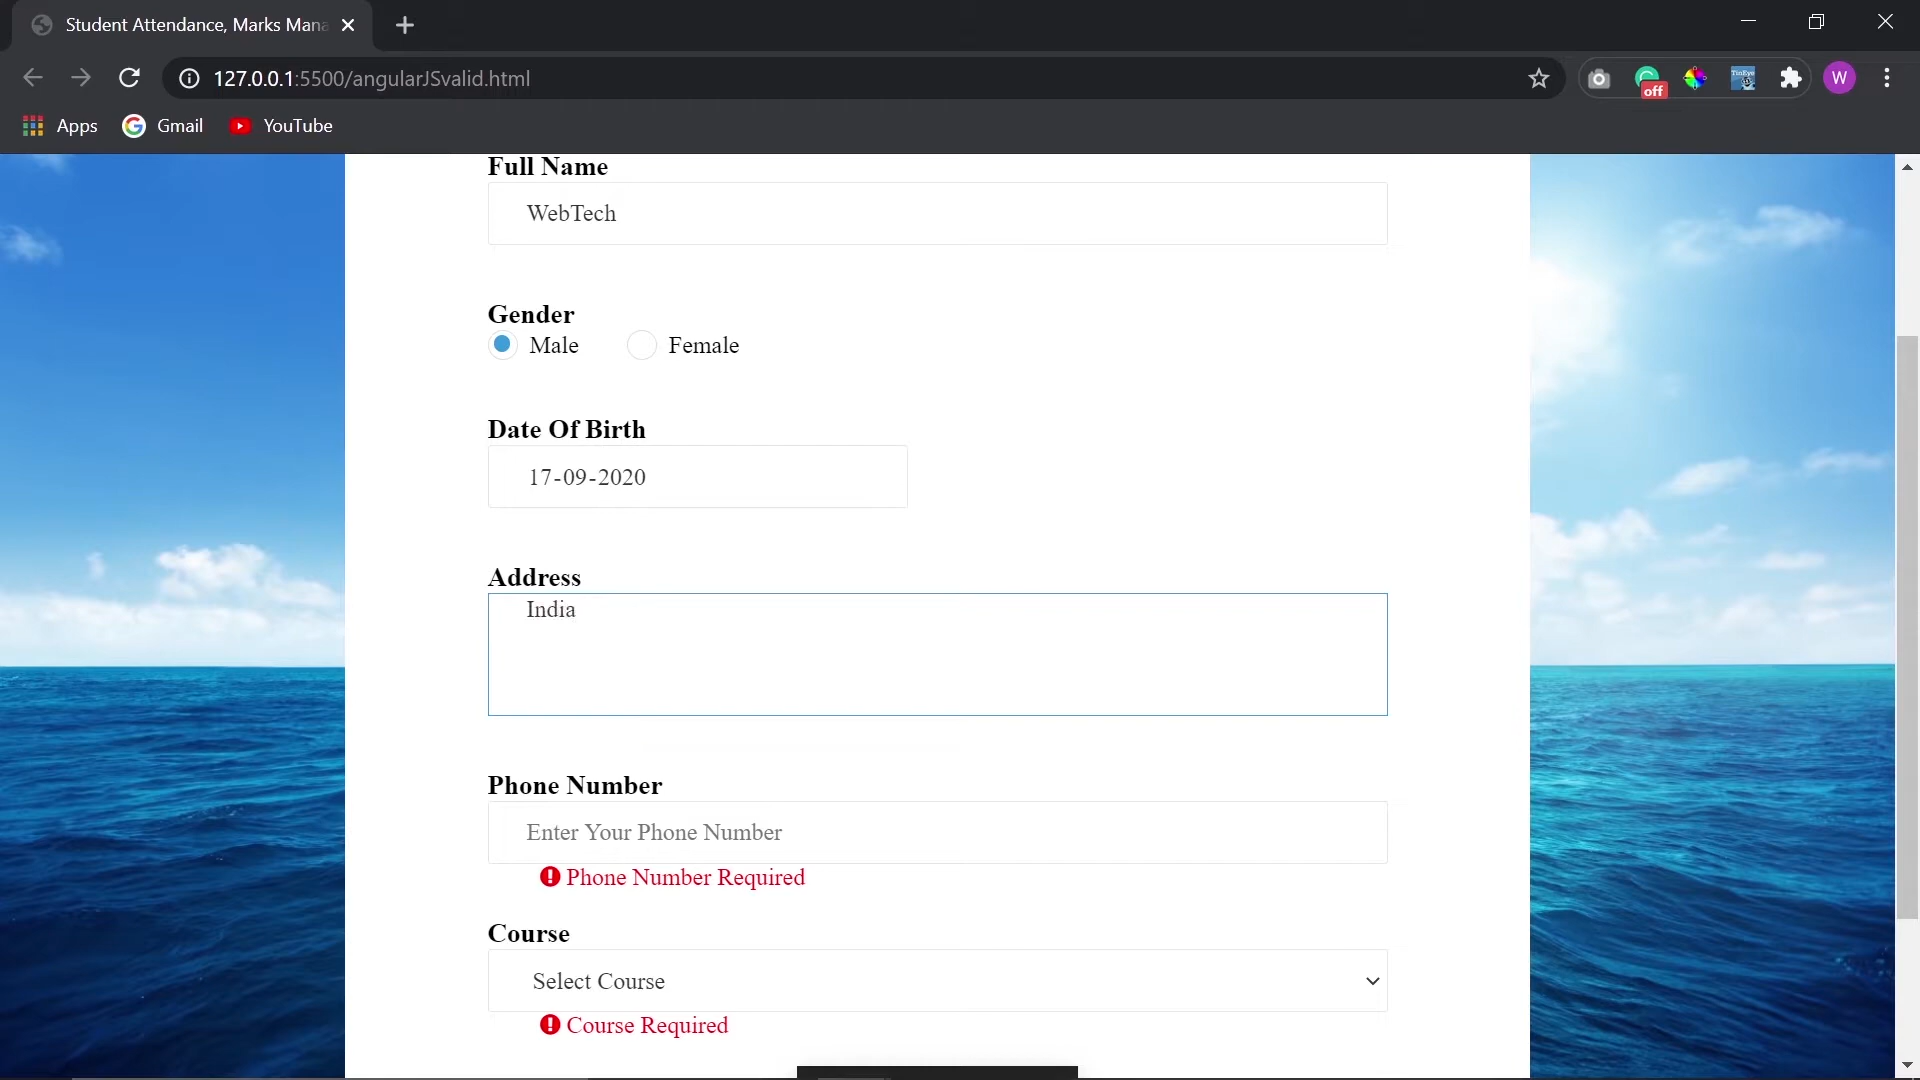 Student Attendance, Marks Mana
127.0.0.1:5500/angularJSvalid.html
off
TinEye
W
Apps
Gmail
YouTube
Full Name
WebTech
Gender
Male
Female
Date Of Birth
17-09-2020
Address
India
Phone Number
Enter Your Phone Number
Phone Number Required
Course
Select Course
Course Required